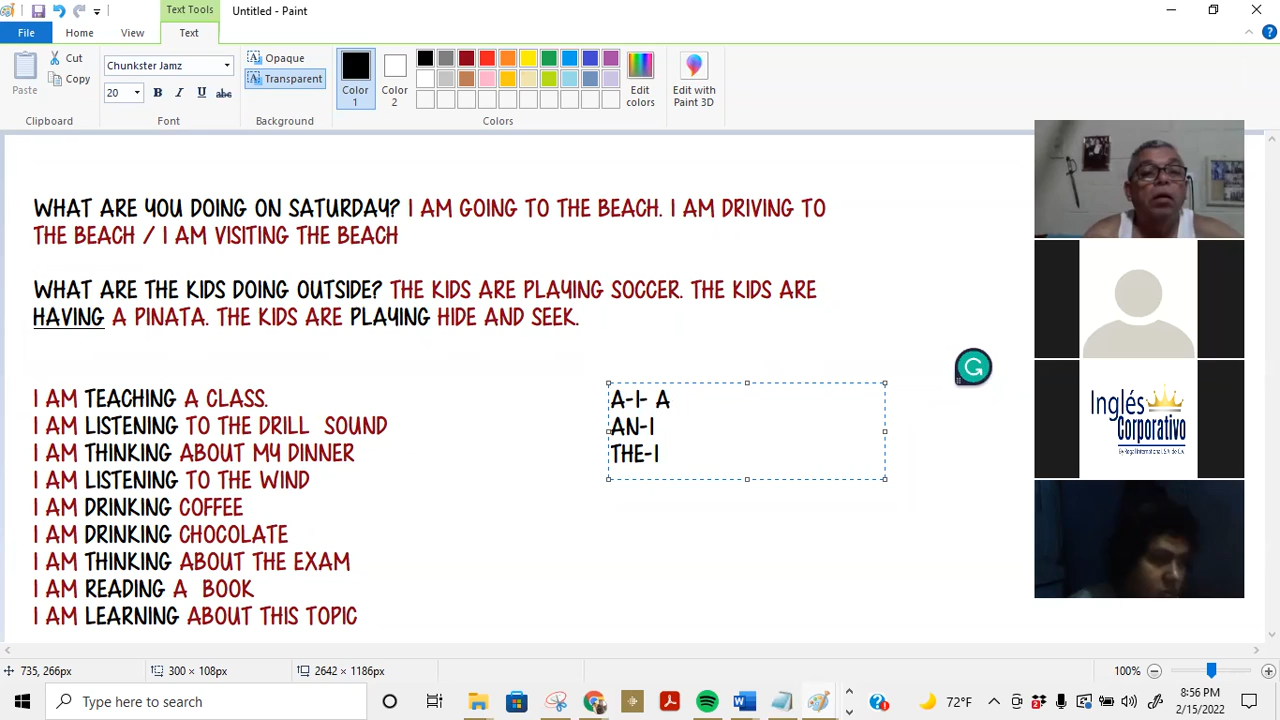 Text Tools
Untitled - Paint
File
Home
View
Text
Paste
Cut
Copy
Clipboard
Chunkster Jamz
20
B I U abc
Font
Opaque
Transparent
Background
Color 1
Color 2
Edit colors
Colors
Edit with Paint 3D
WHAT ARE YOU DOING ON SATURDAY? I AM GOING TO THE BEACH. I AM DRIVING TO
THE BEACH / I AM VISITING THE BEACH
WHAT ARE THE KIDS DOING OUTSIDE? THE KIDS ARE PLAYING SOCCER. THE KIDS ARE
HAVING A PINATA. THE KIDS ARE PLAYING HIDE AND SEEK.
I AM TEACHING A CLASS.
I AM LISTENING TO THE DRILL SOUND
I AM THINKING ABOUT MY DINNER
I AM LISTENING TO THE WIND
I AM DRINKING COFFEE
I AM DRINKING CHOCOLATE
I AM THINKING ABOUT THE EXAM
I AM READING A BOOK
I AM LEARNING ABOUT THIS TOPIC
A-I- A
AN-I
THE-I
Inglés
Corporativo
735, 266px
300 × 108px
2642 × 1186px
100%
Type here to search
72°F
8:56 PM
2/15/2022